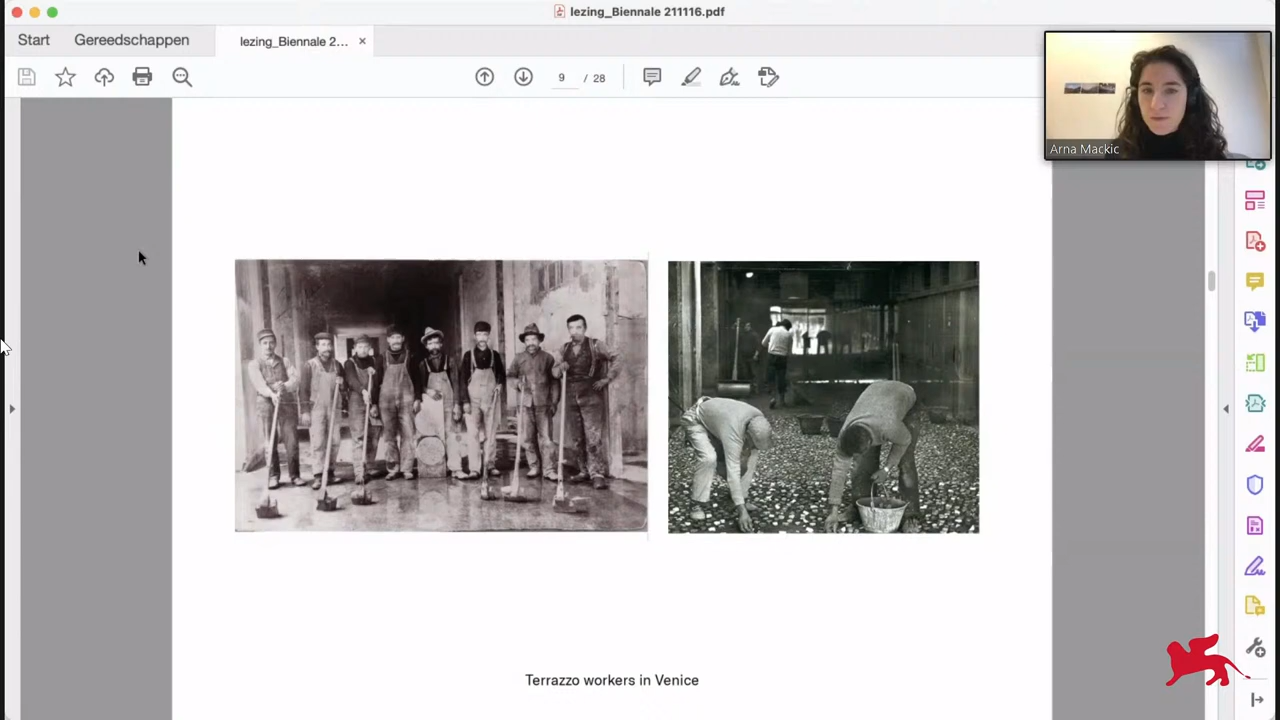 lezing_Biennale 211116.pdf
Start
Gereedschappen
lezing_Biennale 2...
9 / 28
Arna Mackic
Terrazzo workers in Venice